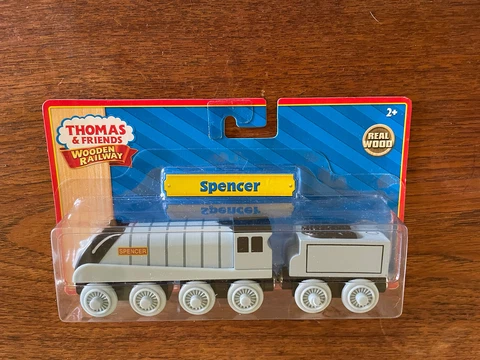 THOMAS
& FRIENDS
WOODEN
RAILWAY
2+
REAL
WOOD
Spencer
SPENCER